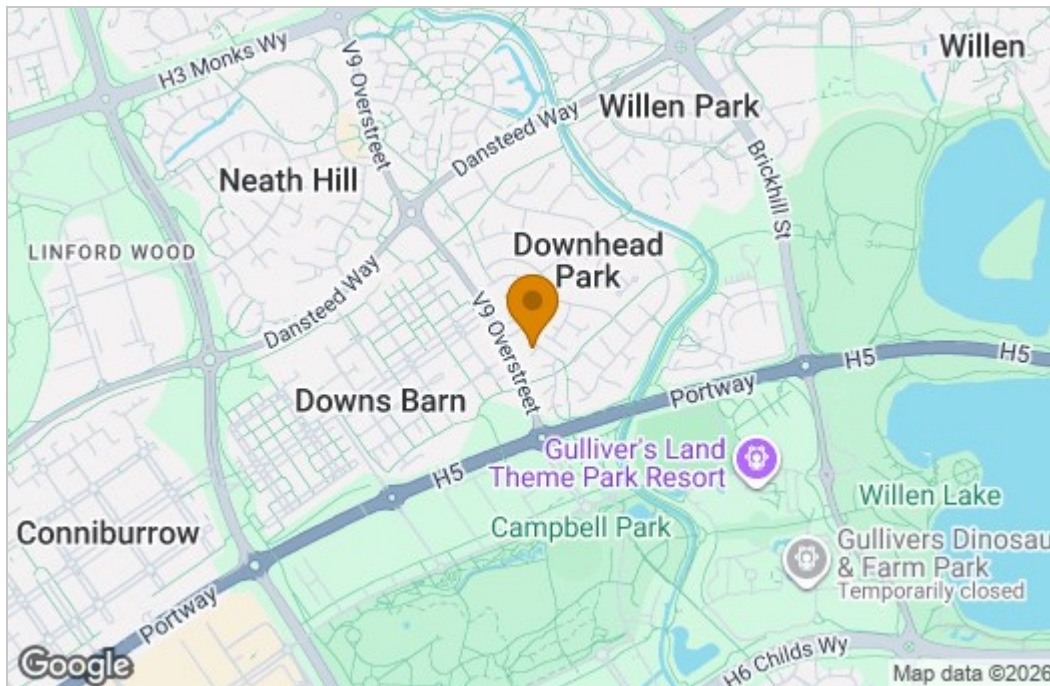 H3 Monks Wy
V9 Overstreet
Willen
Willen Park
Dansteed Way
Brickhill St
Neath Hill
LINFORD WOOD
Downhead
Park
Dansteed Way
V9 Overstreet
H5
H5
Portway
Downs Barn
Gulliver's Land
Theme Park Resort
H5
Willen Lake
Campbell Park
Conniburrow
Gullivers Dinosau
& Farm Park
Temporarily closed
Portway
H6 Childs Wy
Google
Map data ©2026